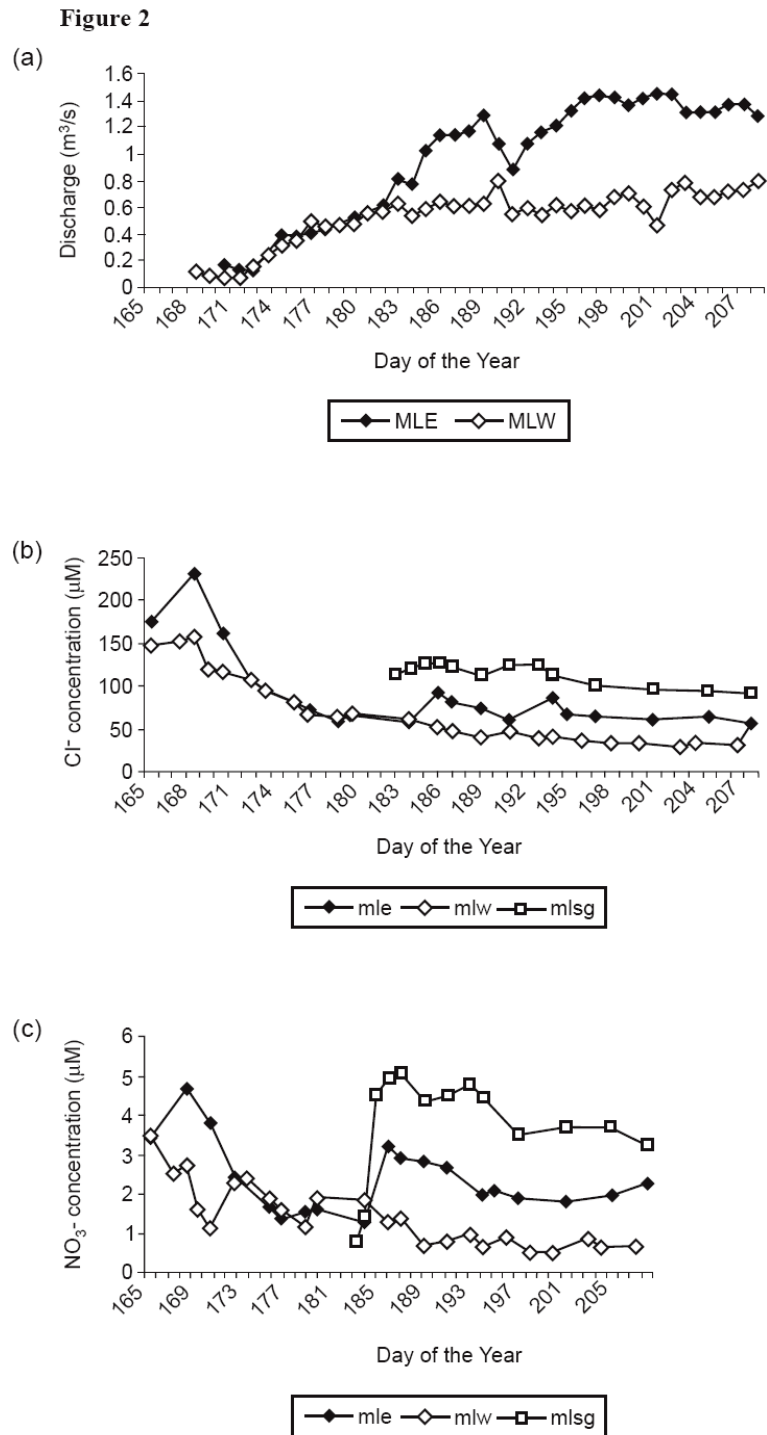 Figure 2
(a)
Discharge (m³/s)
1.6
1.4
1.2
1
0.8
0.6
0.4
0.2
0
165 168 171 174 177 180 183 186 189 192 195 198 201 204 207
Day of the Year
MLE MLW
(b)
Cl- concentration (µM)
250
200
150
100
50
0
165 168 171 174 177 180 183 186 189 192 195 198 201 204 207
Day of the Year
mle mlw mlsg
(c)
NO₃- concentration (µM)
6
5
4
3
2
1
0
165 169 173 177 181 185 189 193 197 201 205
Day of the Year
mle mlw mlsg